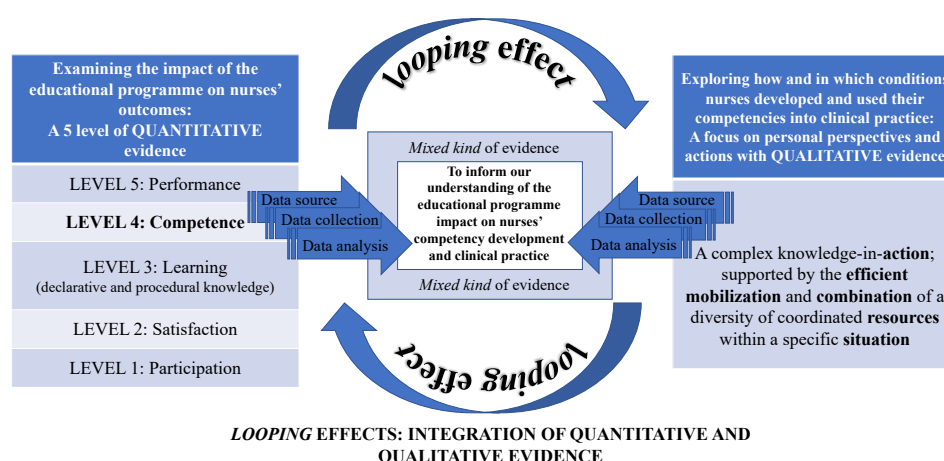 looping effect
Examining the impact of the
educational programme on nurses'
outcomes:
A 5 level of QUANTITATIVE
evidence
LEVEL 5: Performance
LEVEL 4: Competence
LEVEL 3: Learning
(declarative and procedural knowledge)
LEVEL 2: Satisfaction
LEVEL 1: Participation
Data source
Data collection
Data analysis
Mixed kind of evidence
To inform our
understanding of the
educational programme
impact on nurses'
competency development
and clinical practice
Mixed kind of evidence
Data source
Data collection
Data analysis
Exploring how and in which conditions
nurses developed and used their
competencies into clinical practice:
A focus on personal perspectives and
actions with QUALITATIVE evidence
A complex knowledge-in-action;
supported by the efficient
mobilization and combination of a
diversity of coordinated resources
within a specific situation
looping effect
LOOPING EFFECTS: INTEGRATION OF QUANTITATIVE AND
QUALITATIVE EVIDENCE